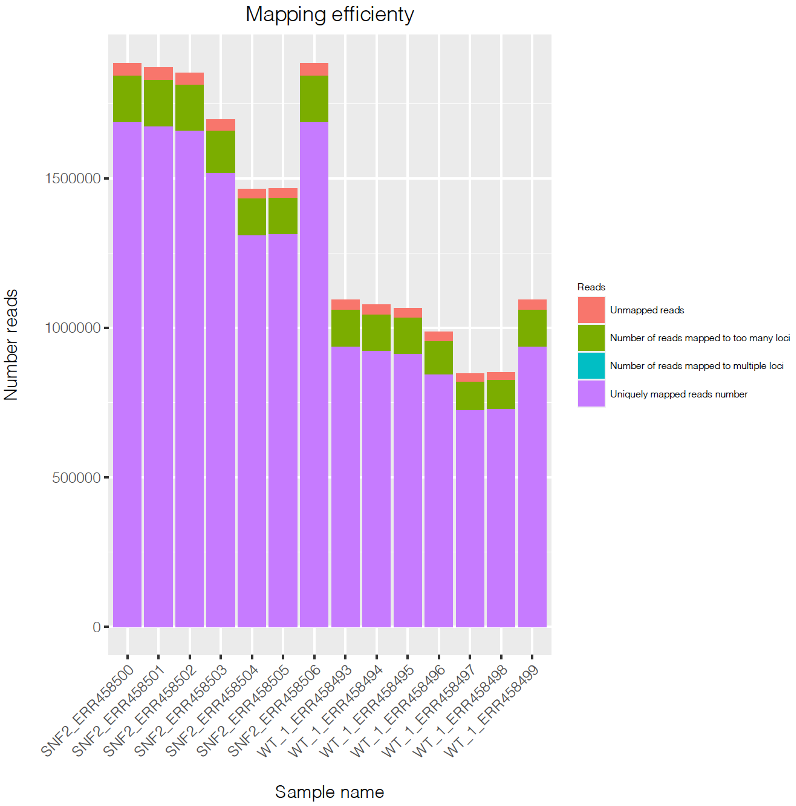 Mapping efficienty
Number reads
1500000
1000000
500000
0
SNF2_ERR458500
SNF2_ERR458501
SNF2_ERR458502
SNF2_ERR458503
SNF2_ERR458504
SNF2_ERR458505
SNF2_ERR458506
WT_1_ERR458493
WT_1_ERR458494
WT_1_ERR458495
WT_1_ERR458496
WT_1_ERR458497
WT_1_ERR458498
WT_1_ERR458499
Sample name
Reads
Unmapped reads
Number of reads mapped to too many loci
Number of reads mapped to multiple loci
Uniquely mapped reads number